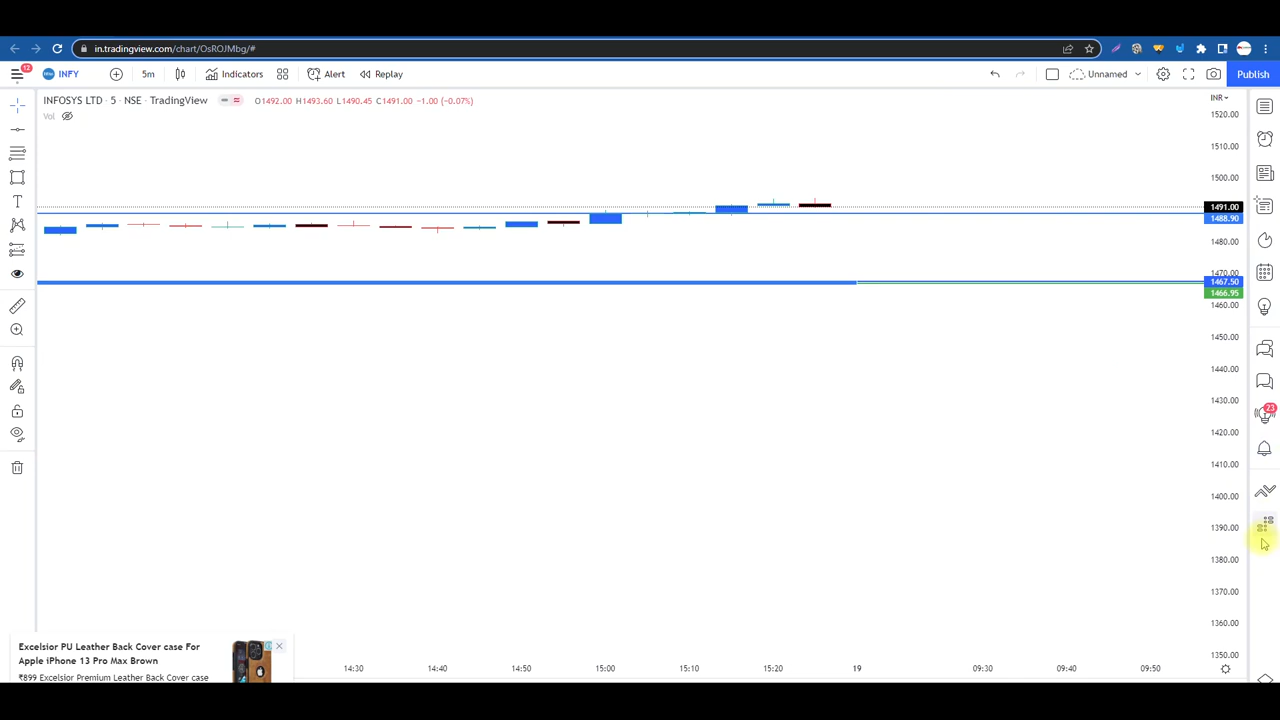 in.tradingview.com/chart/OsROJMbg/#
12
INFY
5m
Indicators
Alert
Replay
Unnamed
Publish
INFOSYS LTD · 5 · NSE · TradingView
O1492.00 H1493.60 L1490.45 C1491.00 −1.00 (−0.07%)
Vol
INR
1520.00
1510.00
1500.00
1491.00
1488.90
1480.00
1470.00
1467.50
1466.95
1460.00
1450.00
1440.00
1430.00
1420.00
1410.00
1400.00
1390.00
1380.00
1370.00
1360.00
1350.00
23
Excelsior PU Leather Back Cover case For
Apple iPhone 13 Pro Max Brown
₹899 Excelsior Premium Leather Back Cover case
14:30 14:40 14:50 15:00 15:10 15:20 19 09:30 09:40 09:50